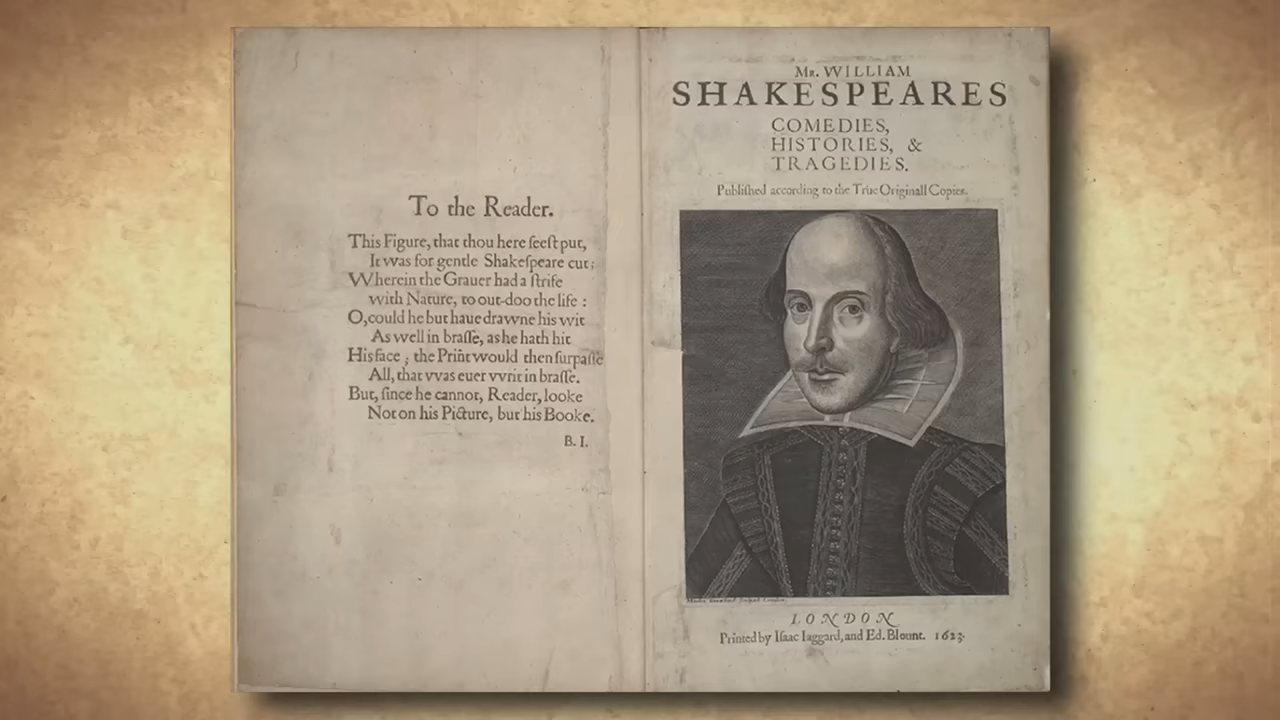 To the Reader.
This Figure, that thou here ſeeſt put,
It was for gentle Shakeſpeare cut;
Wherein the Grauer had a ſtrife
with Nature, to out-doo the life :
O, could he but haue drawne his wit
As well in braſſe, as he hath hit
His face ; the Print would then ſurpaſſe
All, that vvas euer vvrit in braſſe.
But, ſince he cannot, Reader, looke
Not on his Picture, but his Booke.
B. I.
Mr. WILLIAM
SHAKESPEARES
COMEDIES,
HISTORIES, &
TRAGEDIES.
Publiſhed according to the True Originall Copies.
LONDON
Printed by Iſaac Iaggard, and Ed. Blount. 1623.